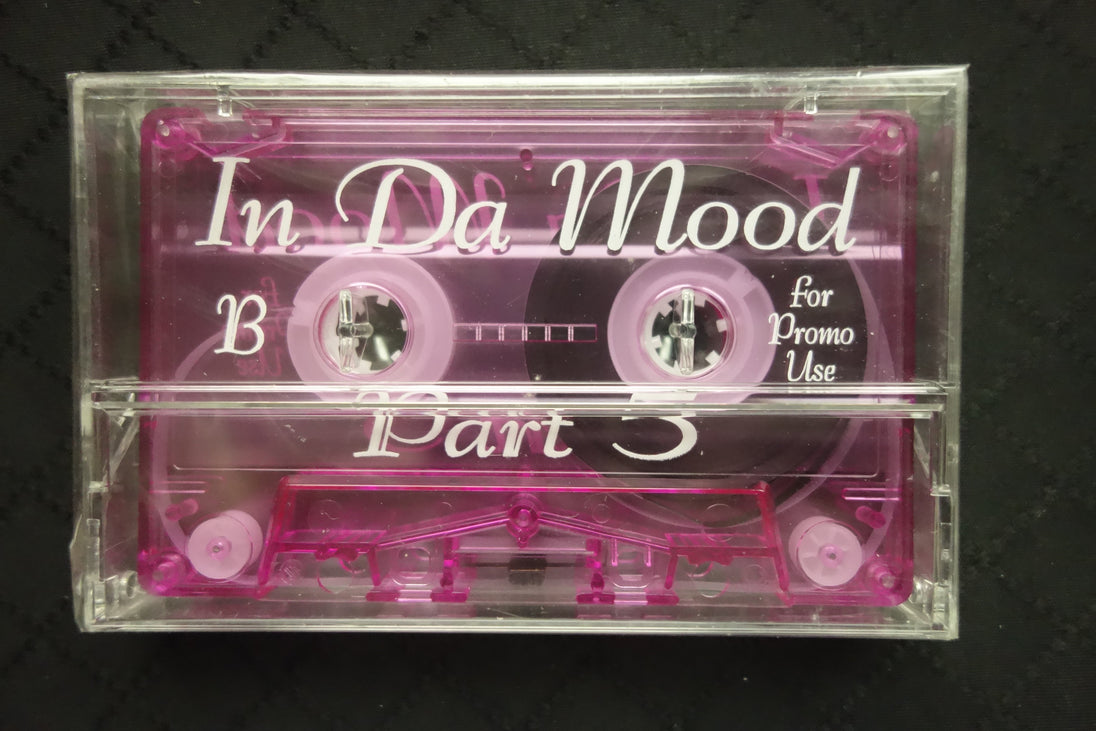 In Da Mood
B
for
Promo
Use
Part 3